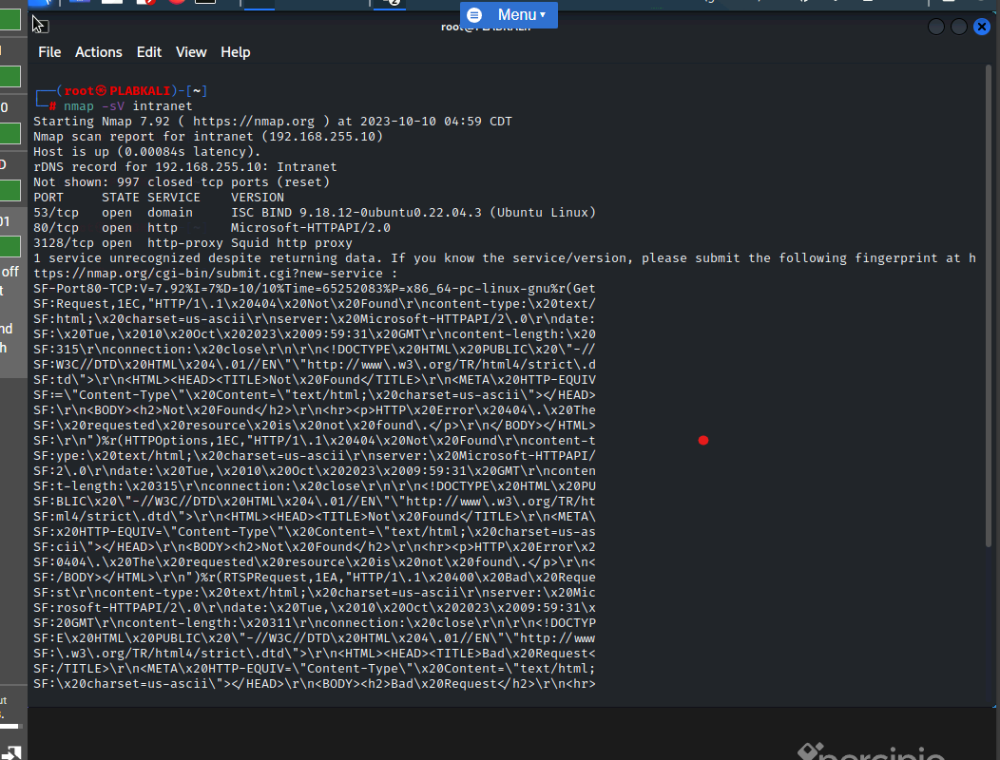 Menu
File Actions Edit View Help
┌──(root㉿PLABKALI)-[~]
└─# nmap -sV intranet
Starting Nmap 7.92 ( https://nmap.org ) at 2023-10-10 04:59 CDT
Nmap scan report for intranet (192.168.255.10)
Host is up (0.00084s latency).
rDNS record for 192.168.255.10: Intranet
Not shown: 997 closed tcp ports (reset)
PORT     STATE SERVICE    VERSION
53/tcp   open  domain     ISC BIND 9.18.12-0ubuntu0.22.04.3 (Ubuntu Linux)
80/tcp   open  http       Microsoft-HTTPAPI/2.0
3128/tcp open  http-proxy Squid http proxy
1 service unrecognized despite returning data. If you know the service/version, please submit the following fingerprint at h
ttps://nmap.org/cgi-bin/submit.cgi?new-service :
SF-Port80-TCP:V=7.92%I=7%D=10/10%Time=65252083%P=x86_64-pc-linux-gnu%r(Get
SF:Request,1EC,"HTTP/1\.1\x20404\x20Not\x20Found\r\ncontent-type:\x20text/
SF:html;\x20charset=us-ascii\r\nserver:\x20Microsoft-HTTPAPI/2\.0\r\ndate:
SF:\x20Tue,\x2010\x20Oct\x202023\x2009:59:31\x20GMT\r\ncontent-length:\x20
SF:315\r\nconnection:\x20close\r\n\r\n<!DOCTYPE\x20HTML\x20PUBLIC\x20\"-//
SF:W3C//DTD\x20HTML\x204\.01//EN\"\"http://www\.w3\.org/TR/html4/strict\.d
SF:td\">\r\n<HTML><HEAD><TITLE>Not\x20Found</TITLE>\r\n<META\x20HTTP-EQUIV
SF:=\"Content-Type\"\x20Content=\"text/html;\x20charset=us-ascii\"></HEAD>
SF:\r\n<BODY><h2>Not\x20Found</h2>\r\n<hr><p>HTTP\x20Error\x20404\.\x20The
SF:\x20requested\x20resource\x20is\x20not\x20found\.</p>\r\n</BODY></HTML>
SF:\r\n")%r(HTTPOptions,1EC,"HTTP/1\.1\x20404\x20Not\x20Found\r\ncontent-t
SF:ype:\x20text/html;\x20charset=us-ascii\r\nserver:\x20Microsoft-HTTPAPI/
SF:2\.0\r\ndate:\x20Tue,\x2010\x20Oct\x202023\x2009:59:31\x20GMT\r\nconten
SF:t-length:\x20315\r\nconnection:\x20close\r\n\r\n<!DOCTYPE\x20HTML\x20PU
SF:BLIC\x20\"-//W3C//DTD\x20HTML\x204\.01//EN\"\"http://www\.w3\.org/TR/ht
SF:ml4/strict\.dtd\">\r\n<HTML><HEAD><TITLE>Not\x20Found</TITLE>\r\n<META\
SF:x20HTTP-EQUIV=\"Content-Type\"\x20Content=\"text/html;\x20charset=us-as
SF:cii\"></HEAD>\r\n<BODY><h2>Not\x20Found</h2>\r\n<hr><p>HTTP\x20Error\x2
SF:0404\.\x20The\x20requested\x20resource\x20is\x20not\x20found\.</p>\r\n<
SF:/BODY></HTML>\r\n")%r(RTSPRequest,1EA,"HTTP/1\.1\x20400\x20Bad\x20Reque
SF:st\r\ncontent-type:\x20text/html;\x20charset=us-ascii\r\nserver:\x20Mic
SF:rosoft-HTTPAPI/2\.0\r\ndate:\x20Tue,\x2010\x20Oct\x202023\x2009:59:31\x
SF:20GMT\r\ncontent-length:\x20311\r\nconnection:\x20close\r\n\r\n<!DOCTYP
SF:E\x20HTML\x20PUBLIC\x20\"-//W3C//DTD\x20HTML\x204\.01//EN\"\"http://www
SF:\.w3\.org/TR/html4/strict\.dtd\">\r\n<HTML><HEAD><TITLE>Bad\x20Request<
SF:/TITLE>\r\n<META\x20HTTP-EQUIV=\"Content-Type\"\x20Content=\"text/html;
SF:\x20charset=us-ascii\"></HEAD>\r\n<BODY><h2>Bad\x20Request</h2>\r\n<hr>